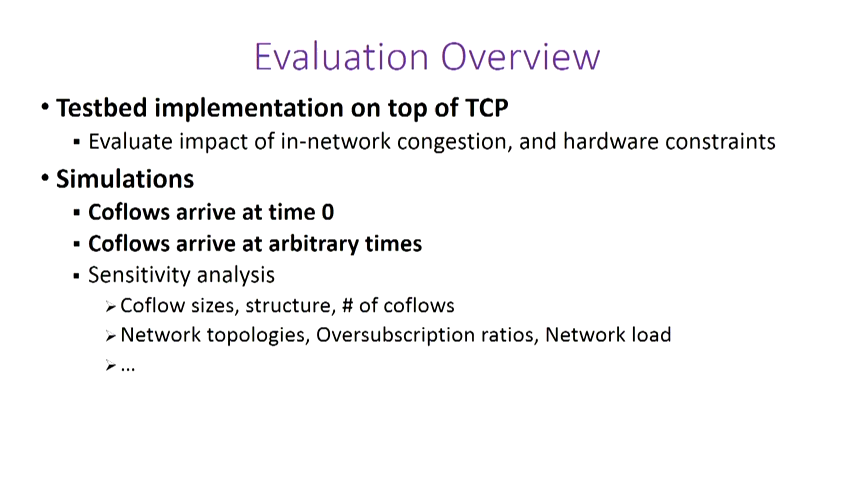 Evaluation Overview
• Testbed implementation on top of TCP
▪ Evaluate impact of in-network congestion, and hardware constraints
• Simulations
▪ Coflows arrive at time 0
▪ Coflows arrive at arbitrary times
▪ Sensitivity analysis
➢ Coflow sizes, structure, # of coflows
➢ Network topologies, Oversubscription ratios, Network load
➢ ...